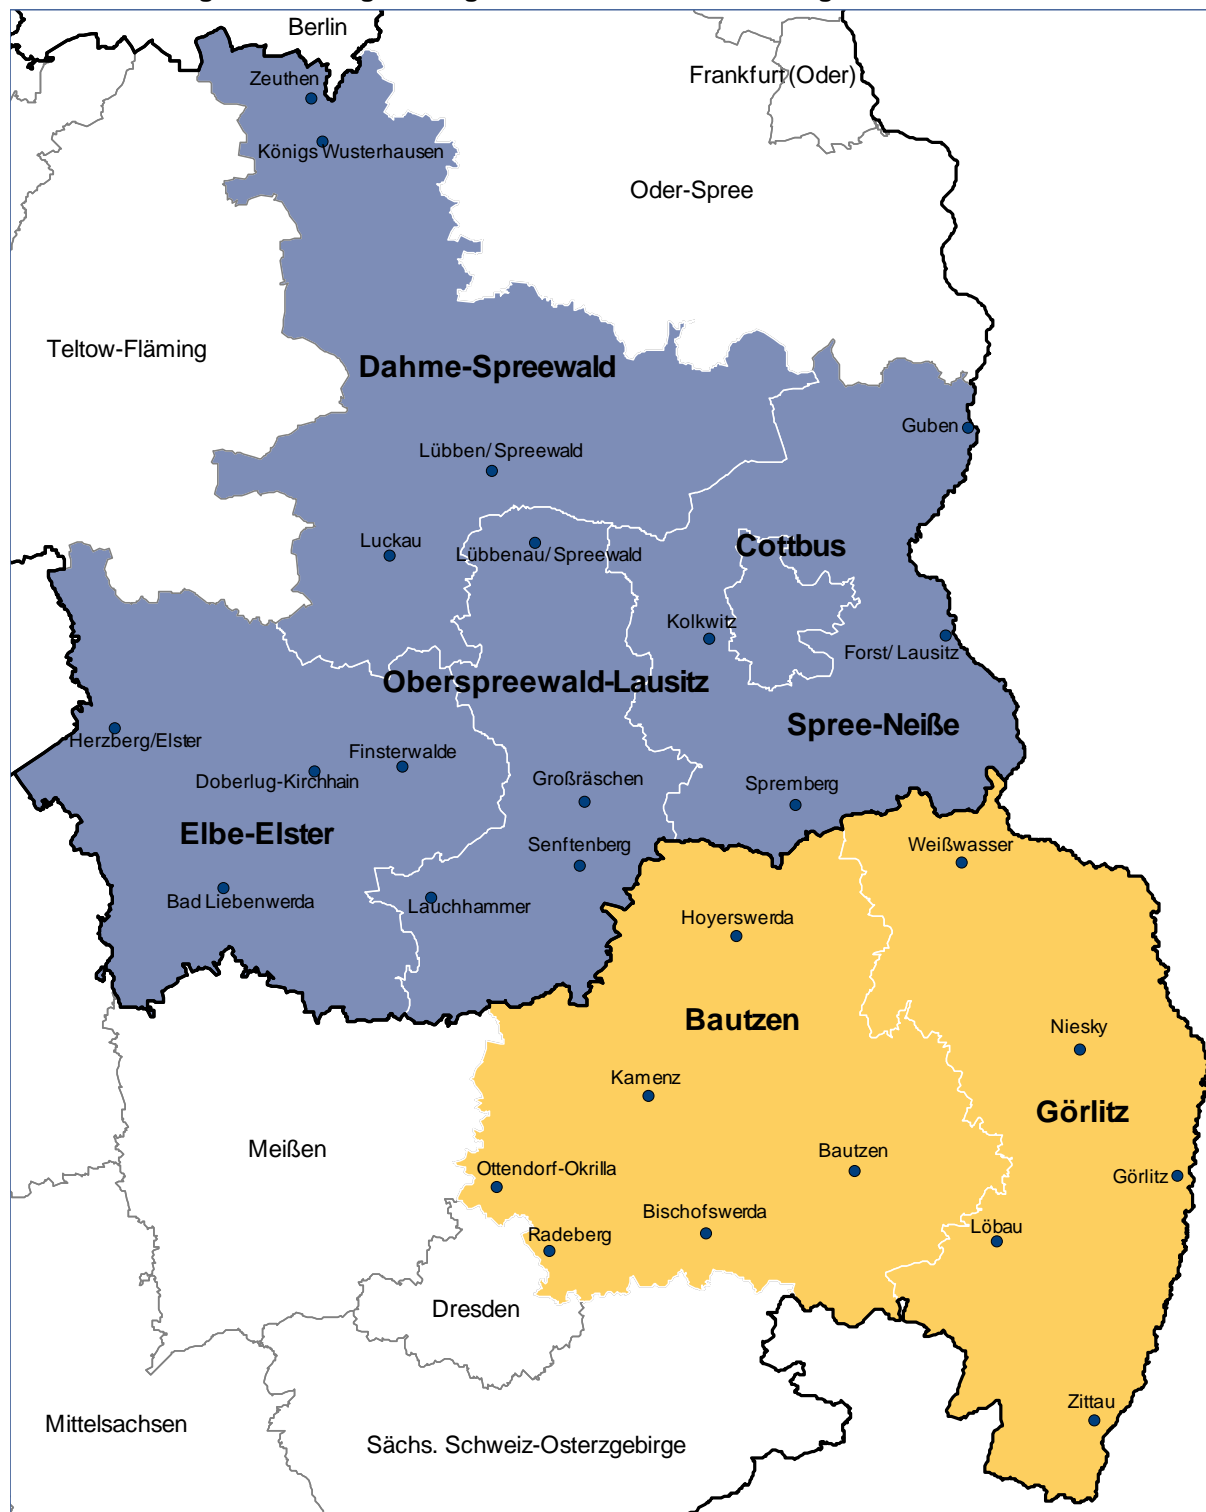 Berlin
Zeuthen
Frankfurt (Oder)
Königs Wusterhausen
Oder-Spree
Teltow-Fläming
Dahme-Spreewald
Guben
Lübben/ Spreewald
Luckau
Lübbenau/ Spreewald
Cottbus
Kolkwitz
Forst/ Lausitz
Oberspreewald-Lausitz
Spree-Neiße
Herzberg/Elster
Finsterwalde
Doberlug-Kirchhain
Großräschen
Spremberg
Elbe-Elster
Senftenberg
Weißwasser
Bad Liebenwerda
Lauchhammer
Hoyerswerda
Bautzen
Niesky
Kamenz
Görlitz
Meißen
Bautzen
Ottendorf-Okrilla
Görlitz
Bischofswerda
Radeberg
Löbau
Dresden
Zittau
Mittelsachsen
Sächs. Schweiz-Osterzgebirge